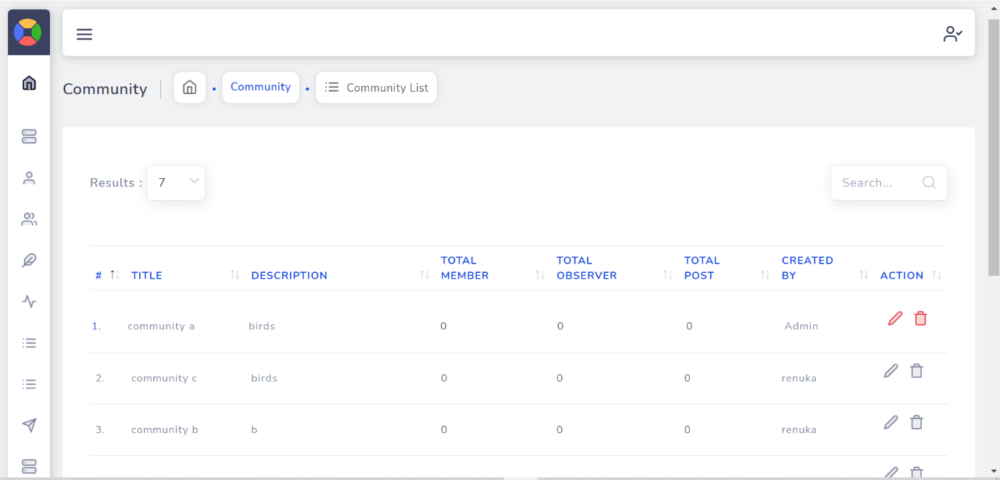 Community
Community
Community List
Results : 7
Search...
# TITLE DESCRIPTION TOTAL MEMBER TOTAL OBSERVER TOTAL POST CREATED BY ACTION
1. community a birds 0 0 0 Admin
2. community c birds 0 0 0 renuka
3. community b b 0 0 0 renuka